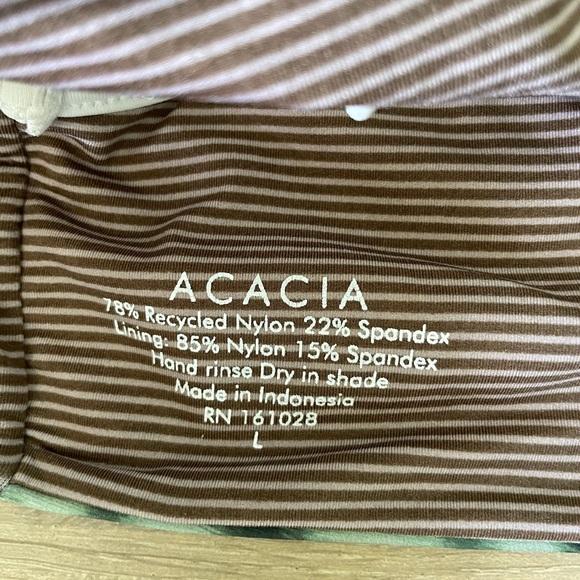 ACACIA
78% Recycled Nylon 22% Spandex
Lining: 85% Nylon 15% Spandex
Hand rinse Dry in shade
Made in Indonesia
RN 161028
L